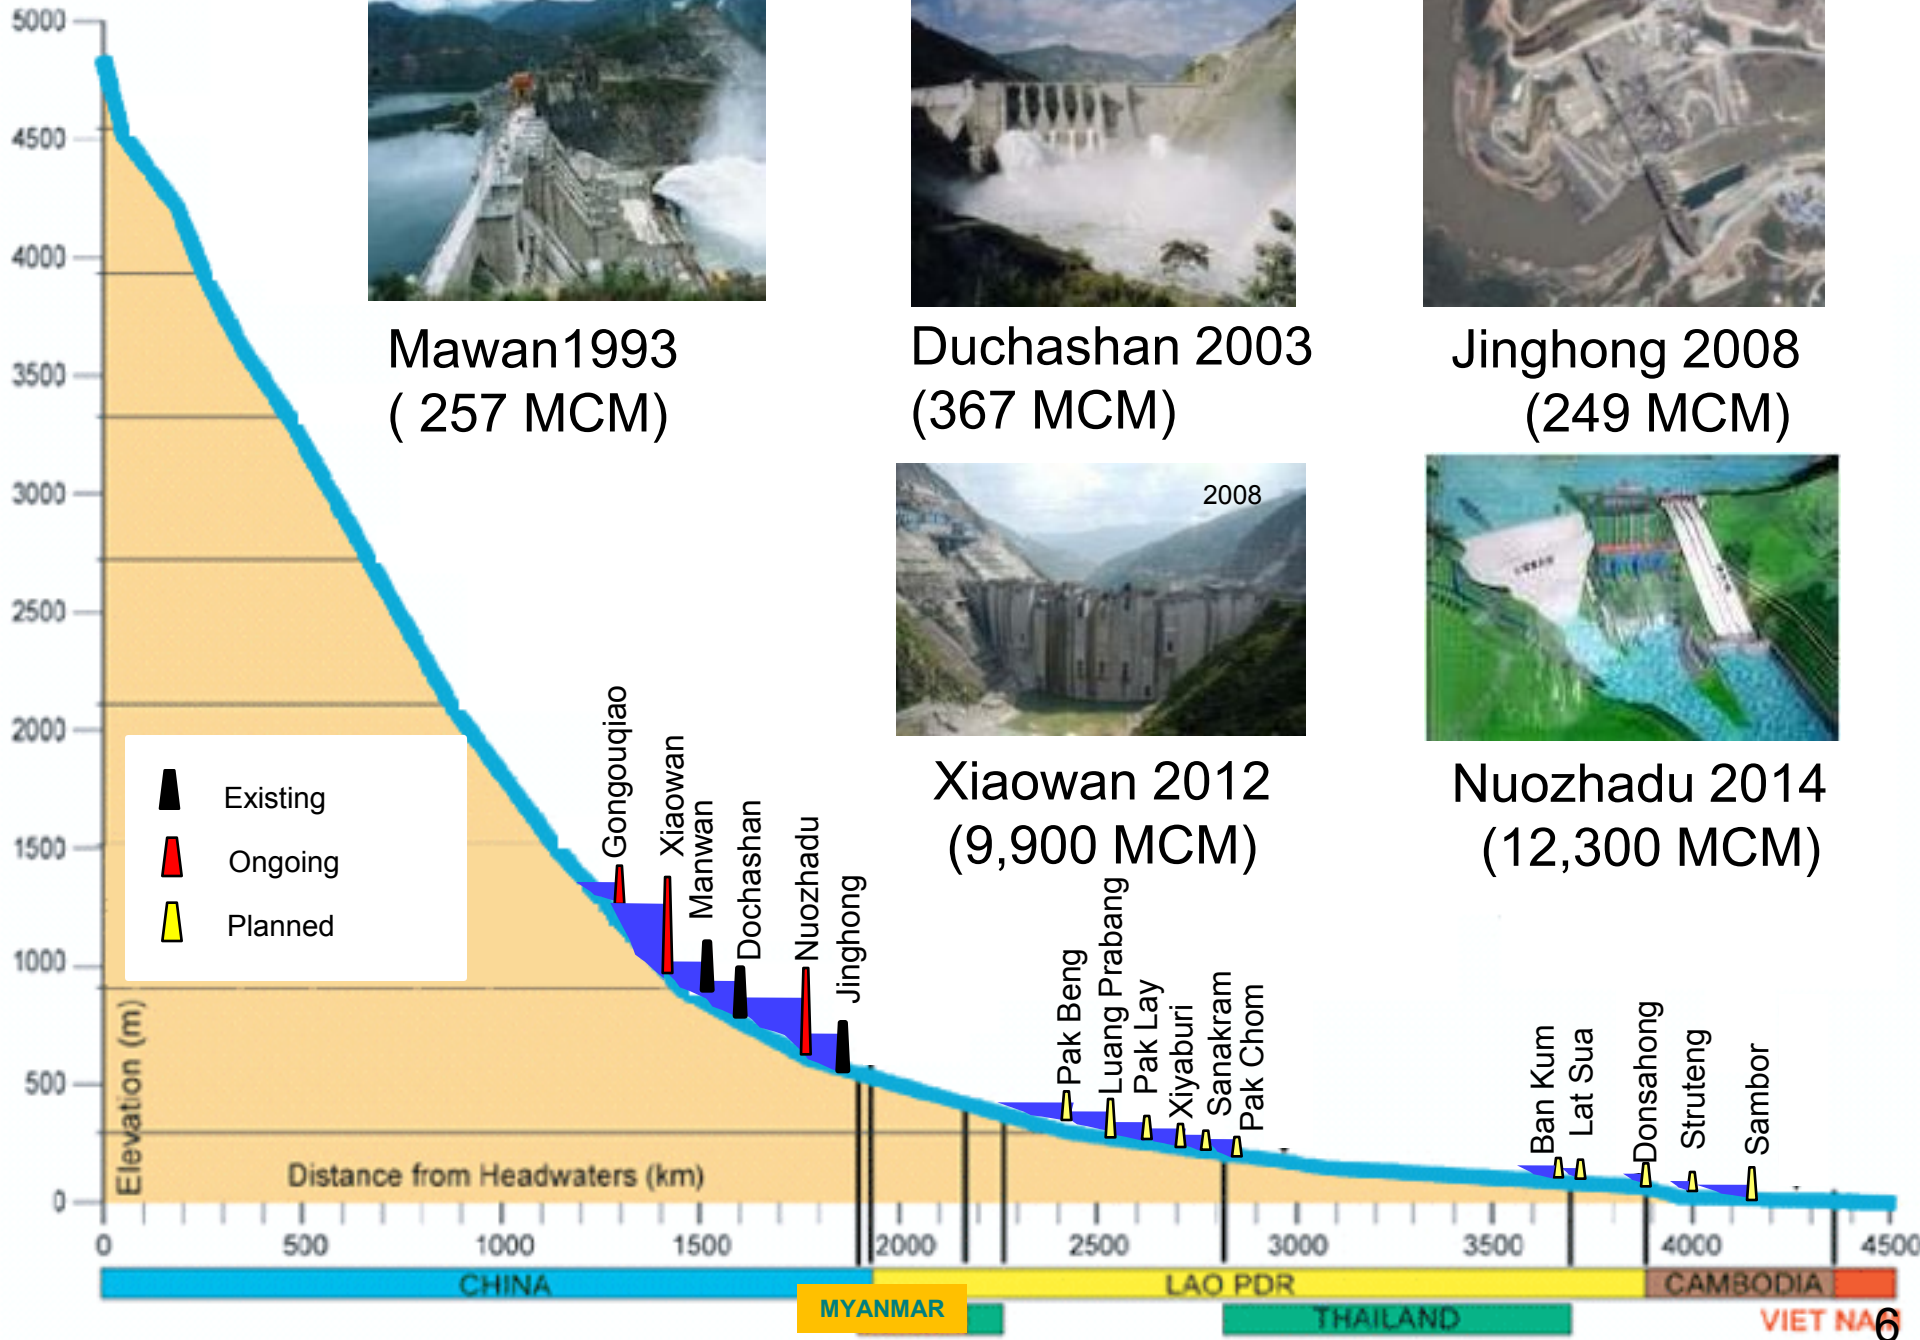 5000
4500
4000
3500
3000
2500
2000
1500
1000
500
0
Elevation (m)
Mawan1993
( 257 MCM)
Duchashan 2003
(367 MCM)
Jinghong 2008
(249 MCM)
2008
Xiaowan 2012
(9,900 MCM)
Nuozhadu 2014
(12,300 MCM)
Existing
Ongoing
Planned
Gongouqiao
Xiaowan
Manwan
Dochashan
Nuozhadu
Jinghong
Pak Beng
Luang Prabang
Pak Lay
Xiyaburi
Sanakram
Pak Chom
Ban Kum
Lat Sua
Donsahong
Struteng
Sambor
Distance from Headwaters (km)
0 500 1000 1500 2000 2500 3000 3500 4000 4500
CHINA LAO PDR CAMBODIA
MYANMAR THAILAND VIET NAM
6